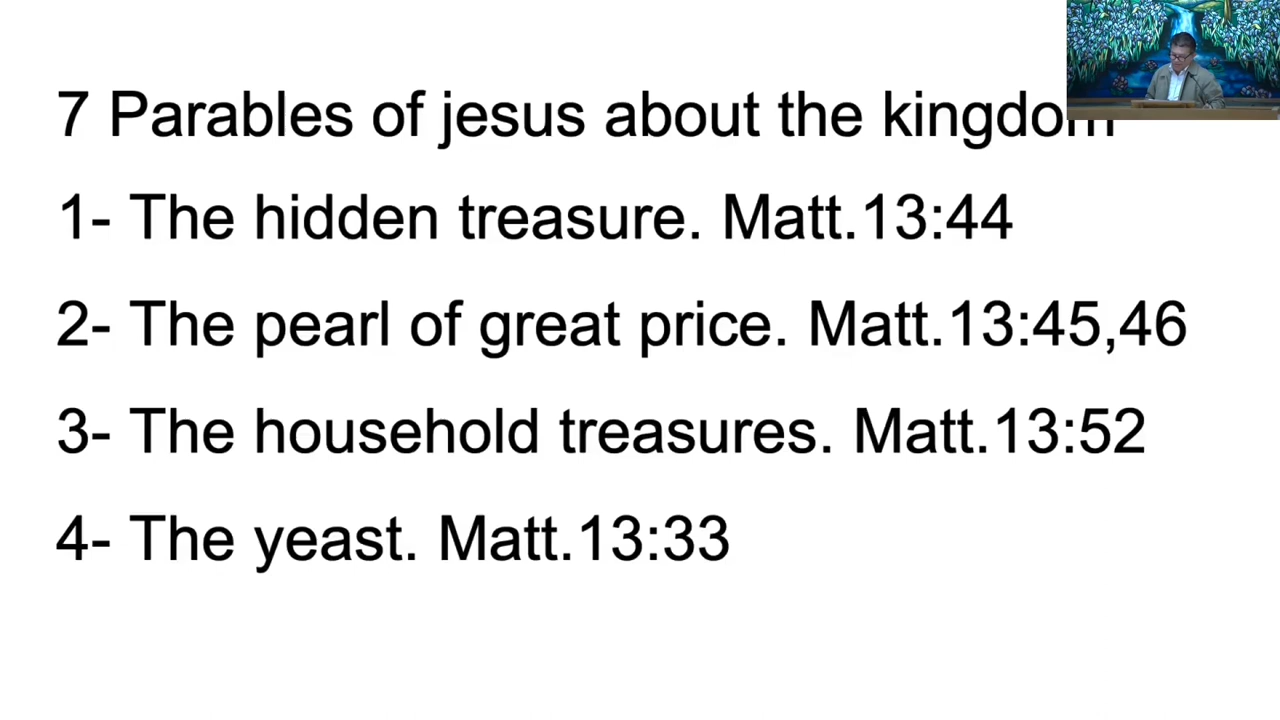 7 Parables of jesus about the kingdom
1- The hidden treasure. Matt.13:44
2- The pearl of great price. Matt.13:45,46
3- The household treasures. Matt.13:52
4- The yeast. Matt.13:33